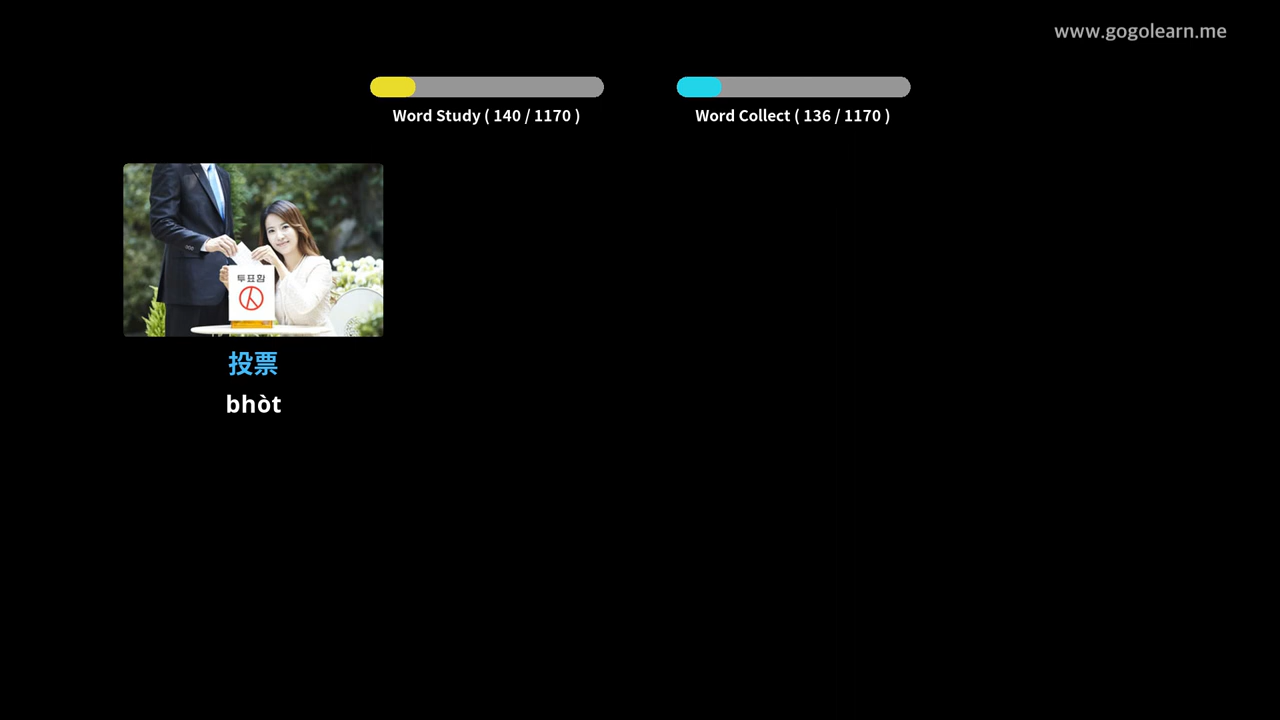 www.gogolearn.me
Word Study ( 140 / 1170 )
Word Collect ( 136 / 1170 )
투표함
投票
bhòt